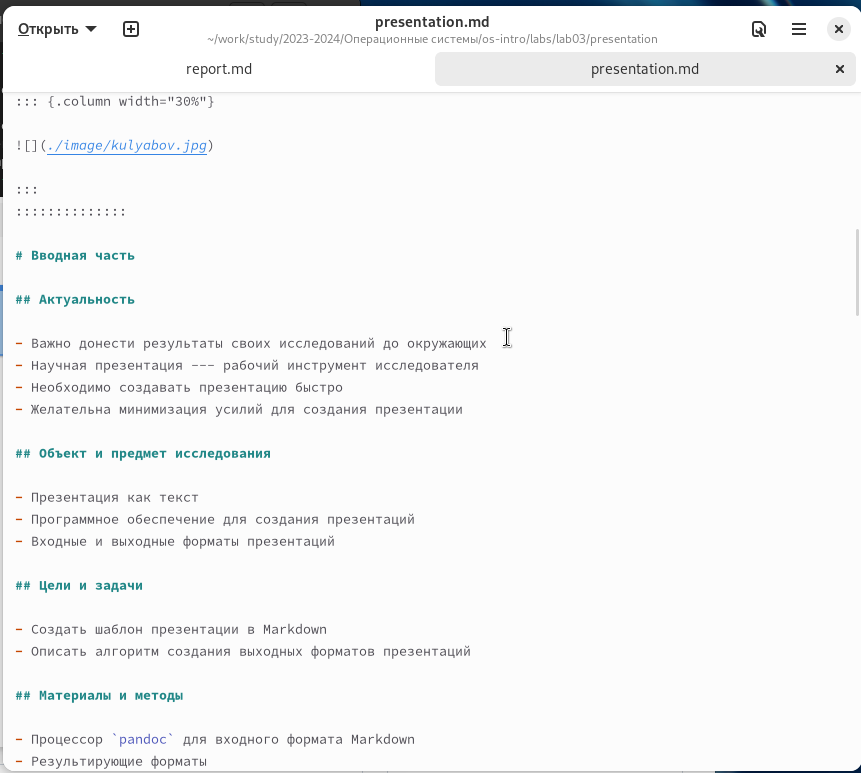 Открыть
presentation.md
~/work/study/2023-2024/Операционные системы/os-intro/labs/lab03/presentation
report.md
presentation.md
::: {.column width="30%"}
![](./image/kulyabov.jpg)
:::
::::::::::::::
# Вводная часть
## Актуальность
- Важно донести результаты своих исследований до окружающих
- Научная презентация --- рабочий инструмент исследователя
- Необходимо создавать презентацию быстро
- Желательна минимизация усилий для создания презентации
## Объект и предмет исследования
- Презентация как текст
- Программное обеспечение для создания презентаций
- Входные и выходные форматы презентаций
## Цели и задачи
- Создать шаблон презентации в Markdown
- Описать алгоритм создания выходных форматов презентаций
## Материалы и методы
- Процессор `pandoc` для входного формата Markdown
- Результирующие форматы